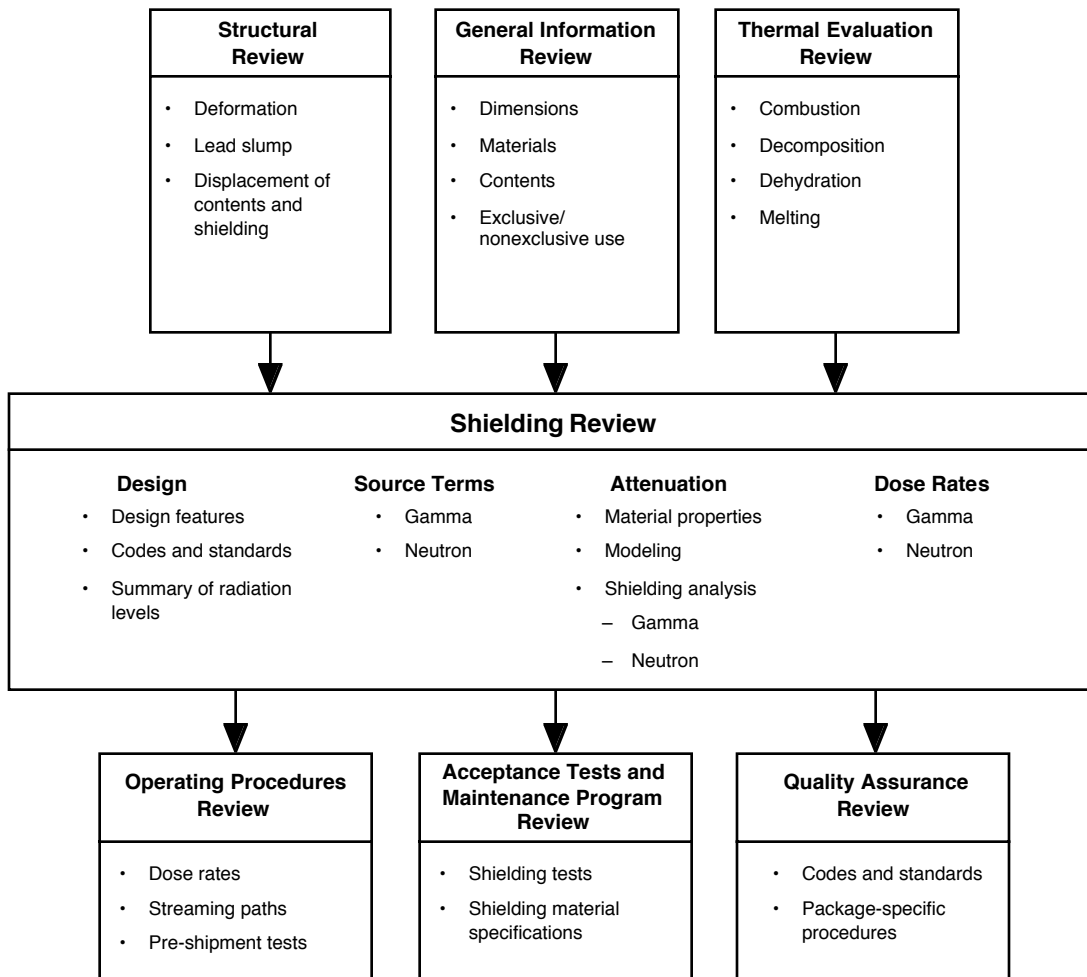 Structural
Review
• Deformation
• Lead slump
• Displacement of
contents and
shielding
General Information
Review
• Dimensions
• Materials
• Contents
• Exclusive/
nonexclusive use
Thermal Evaluation
Review
• Combustion
• Decomposition
• Dehydration
• Melting
Shielding Review
Design
• Design features
• Codes and standards
• Summary of radiation
levels
Source Terms
• Gamma
• Neutron
Attenuation
• Material properties
• Modeling
• Shielding analysis
– Gamma
– Neutron
Dose Rates
• Gamma
• Neutron
Operating Procedures
Review
• Dose rates
• Streaming paths
• Pre-shipment tests
Acceptance Tests and
Maintenance Program
Review
• Shielding tests
• Shielding material
specifications
Quality Assurance
Review
• Codes and standards
• Package-specific
procedures